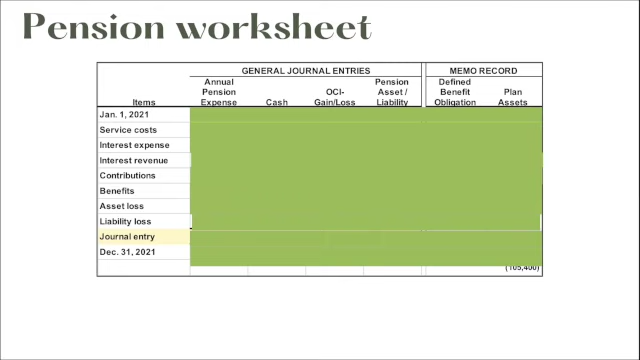 Pension worksheet
GENERAL JOURNAL ENTRIES MEMO RECORD
Items Annual Pension Expense Cash OCI- Gain/Loss Pension Asset / Liability Defined Benefit Obligation Plan Assets
Jan. 1, 2021
Service costs
Interest expense
Interest revenue
Contributions
Benefits
Asset loss
Liability loss
Journal entry
Dec. 31, 2021
(105,400)